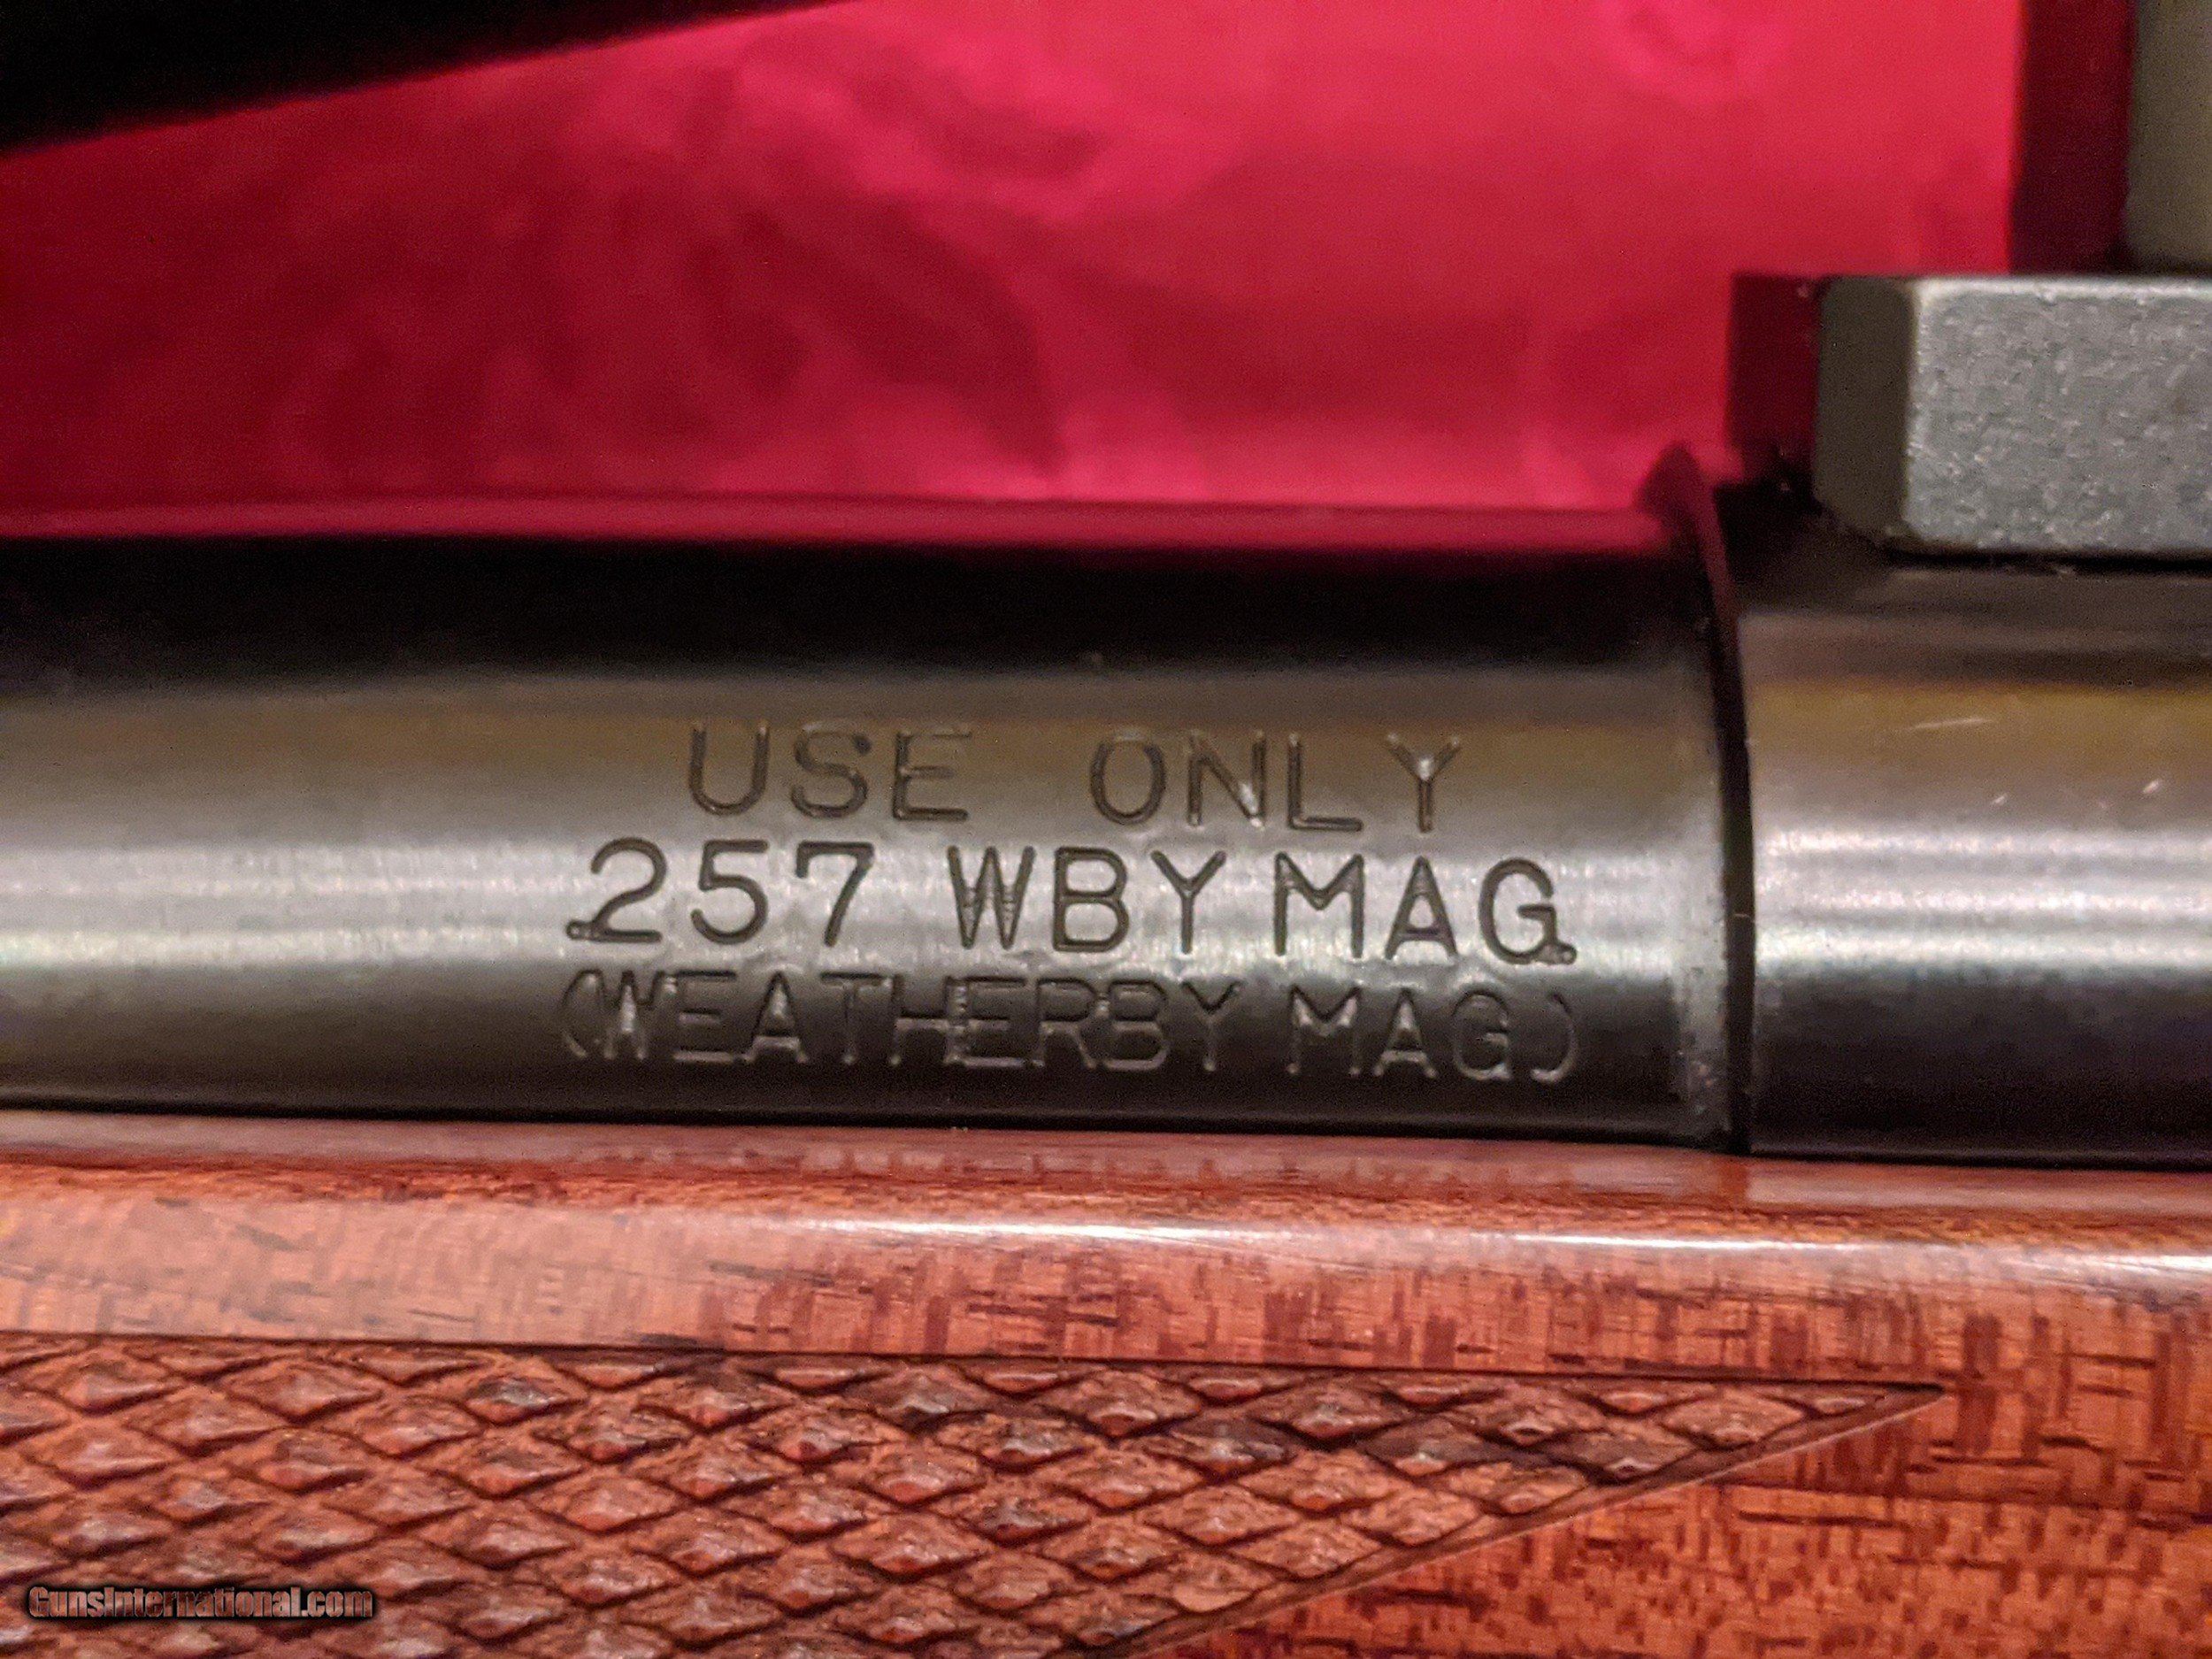 USE ONLY
.257 WBY MAG.
(WEATHERBY MAG)
GunsInternational.com